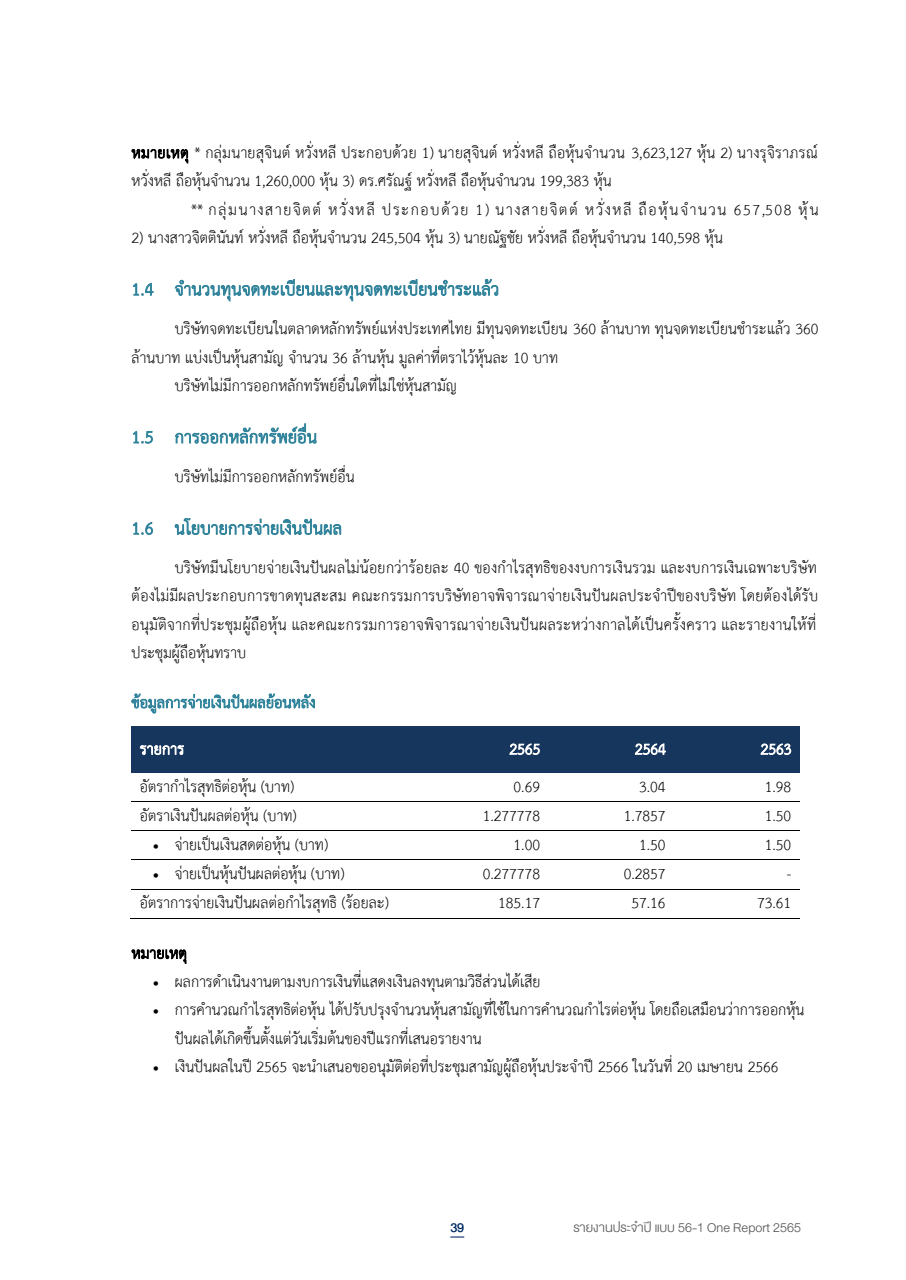 หมายเหตุ * กลุ่มนายสุจินต์ หวั่งหลี ประกอบด้วย 1) นายสุจินต์ หวั่งหลี ถือหุ้นจำนวน 3,623,127 หุ้น 2) นางรุจิราภรณ์
หวั่งหลี ถือหุ้นจำนวน 1,260,000 หุ้น 3) ดร.ศรัณฐ์ หวั่งหลี ถือหุ้นจำนวน 199,383 หุ้น
** กลุ่มนางสายจิตต์ หวั่งหลี ประกอบด้วย 1) นางสายจิตต์ หวั่งหลี ถือหุ้นจำนวน 657,508 หุ้น
2) นางสาวจิตตินันท์ หวั่งหลี ถือหุ้นจำนวน 245,504 หุ้น 3) นายณัฐชัย หวั่งหลี ถือหุ้นจำนวน 140,598 หุ้น
1.4 จำนวนทุนจดทะเบียนและทุนจดทะเบียนชำระแล้ว
บริษัทจดทะเบียนในตลาดหลักทรัพย์แห่งประเทศไทย มีทุนจดทะเบียน 360 ล้านบาท ทุนจดทะเบียนชำระแล้ว 360
ล้านบาท แบ่งเป็นหุ้นสามัญ จำนวน 36 ล้านหุ้น มูลค่าที่ตราไว้หุ้นละ 10 บาท
บริษัทไม่มีการออกหลักทรัพย์อื่นใดที่ไม่ใช่หุ้นสามัญ
1.5 การออกหลักทรัพย์อื่น
บริษัทไม่มีการออกหลักทรัพย์อื่น
1.6 นโยบายการจ่ายเงินปันผล
บริษัทมีนโยบายจ่ายเงินปันผลไม่น้อยกว่าร้อยละ 40 ของกำไรสุทธิของงบการเงินรวม และงบการเงินเฉพาะบริษัท
ต้องไม่มีผลประกอบการขาดทุนสะสม คณะกรรมการบริษัทอาจพิจารณาจ่ายเงินปันผลประจำปีของบริษัท โดยต้องได้รับ
อนุมัติจากที่ประชุมผู้ถือหุ้น และคณะกรรมการอาจพิจารณาจ่ายเงินปันผลระหว่างกาลได้เป็นครั้งคราว และรายงานให้ที่
ประชุมผู้ถือหุ้นทราบ
ข้อมูลการจ่ายเงินปันผลย้อนหลัง
รายการ 2565 2564 2563
อัตรากำไรสุทธิต่อหุ้น (บาท) 0.69 3.04 1.98
อัตราเงินปันผลต่อหุ้น (บาท) 1.277778 1.7857 1.50
• จ่ายเป็นเงินสดต่อหุ้น (บาท) 1.00 1.50 1.50
• จ่ายเป็นหุ้นปันผลต่อหุ้น (บาท) 0.277778 0.2857 -
อัตราการจ่ายเงินปันผลต่อกำไรสุทธิ (ร้อยละ) 185.17 57.16 73.61
หมายเหตุ
• ผลการดำเนินงานตามงบการเงินที่แสดงเงินลงทุนตามวิธีส่วนได้เสีย
• การคำนวณกำไรสุทธิต่อหุ้น ได้ปรับปรุงจำนวนหุ้นสามัญที่ใช้ในการคำนวณกำไรต่อหุ้น โดยถือเสมือนว่าการออกหุ้น
ปันผลได้เกิดขึ้นตั้งแต่วันเริ่มต้นของปีแรกที่เสนอรายงาน
• เงินปันผลในปี 2565 จะนำเสนอขออนุมัติต่อที่ประชุมสามัญผู้ถือหุ้นประจำปี 2566 ในวันที่ 20 เมษายน 2566
39 รายงานประจำปี แบบ 56-1 One Report 2565